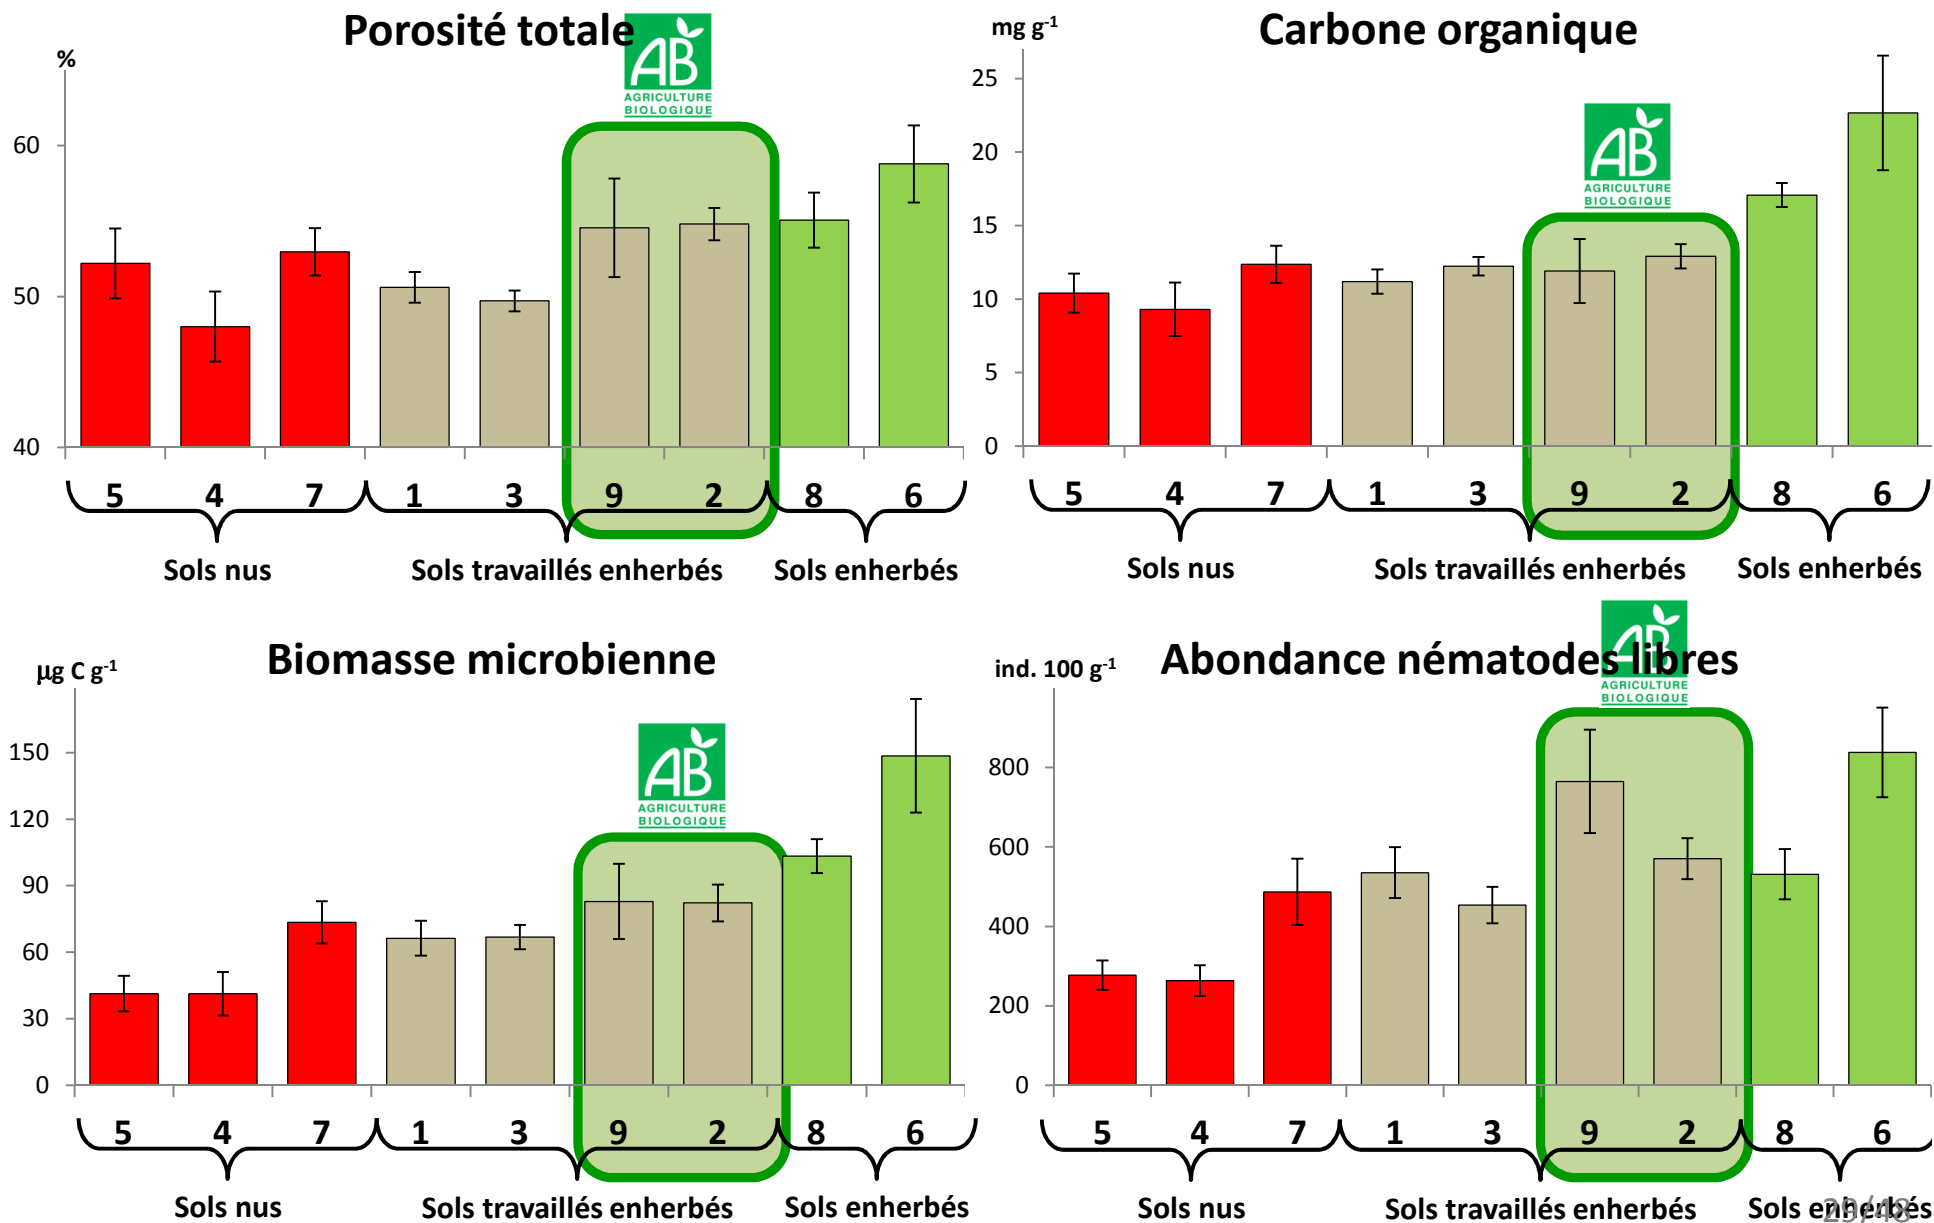 Porosité totale
%
AB
AGRICULTURE
BIOLOGIQUE
60
50
40
5 4 7 1 3 9 2 8 6
Sols nus Sols travaillés enherbés Sols enherbés
Carbone organique
mg g-1
AB
AGRICULTURE
BIOLOGIQUE
25
20
15
10
5
0
5 4 7 1 3 9 2 8 6
Sols nus Sols travaillés enherbés Sols enherbés
Biomasse microbienne
µg C g-1
AB
AGRICULTURE
BIOLOGIQUE
150
120
90
60
30
0
5 4 7 1 3 9 2 8 6
Sols nus Sols travaillés enherbés Sols enherbés
Abondance nématodes libres
ind. 100 g-1
AB
AGRICULTURE
BIOLOGIQUE
800
600
400
200
0
5 4 7 1 3 9 2 8 6
Sols nus Sols travaillés enherbés Sols enherbés
29/48